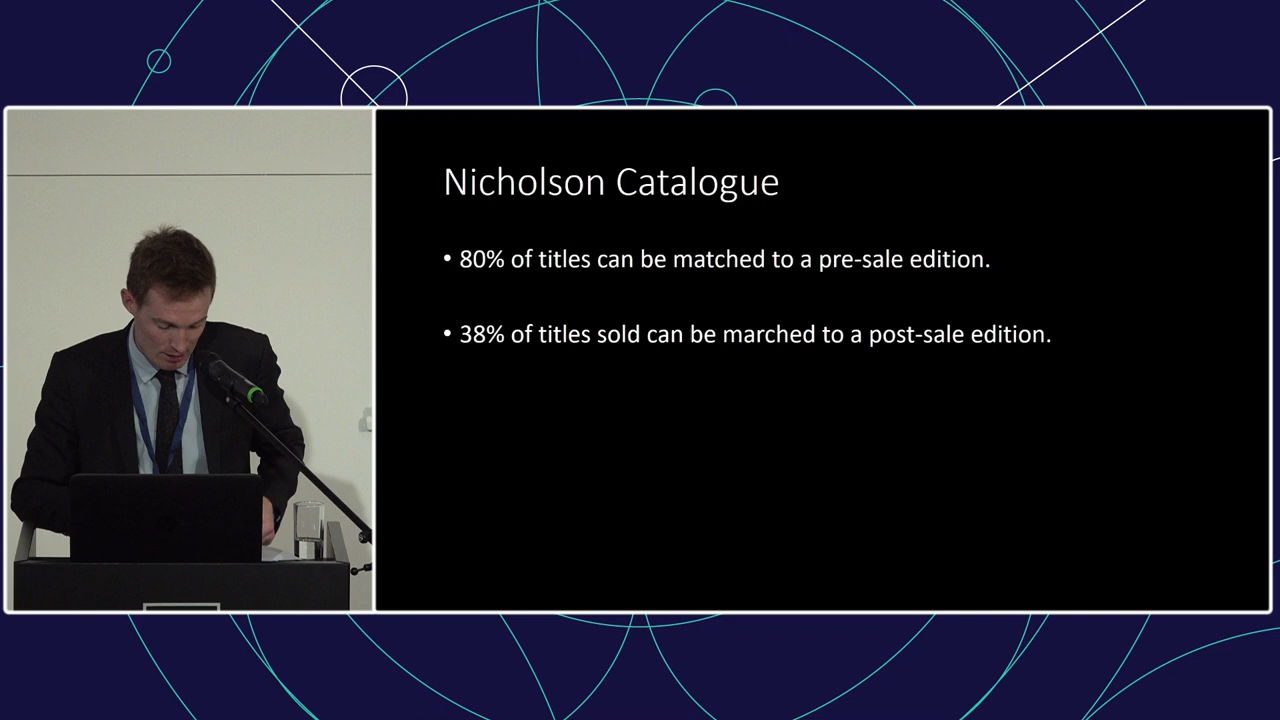 Nicholson Catalogue
• 80% of titles can be matched to a pre-sale edition.
• 38% of titles sold can be marched to a post-sale edition.